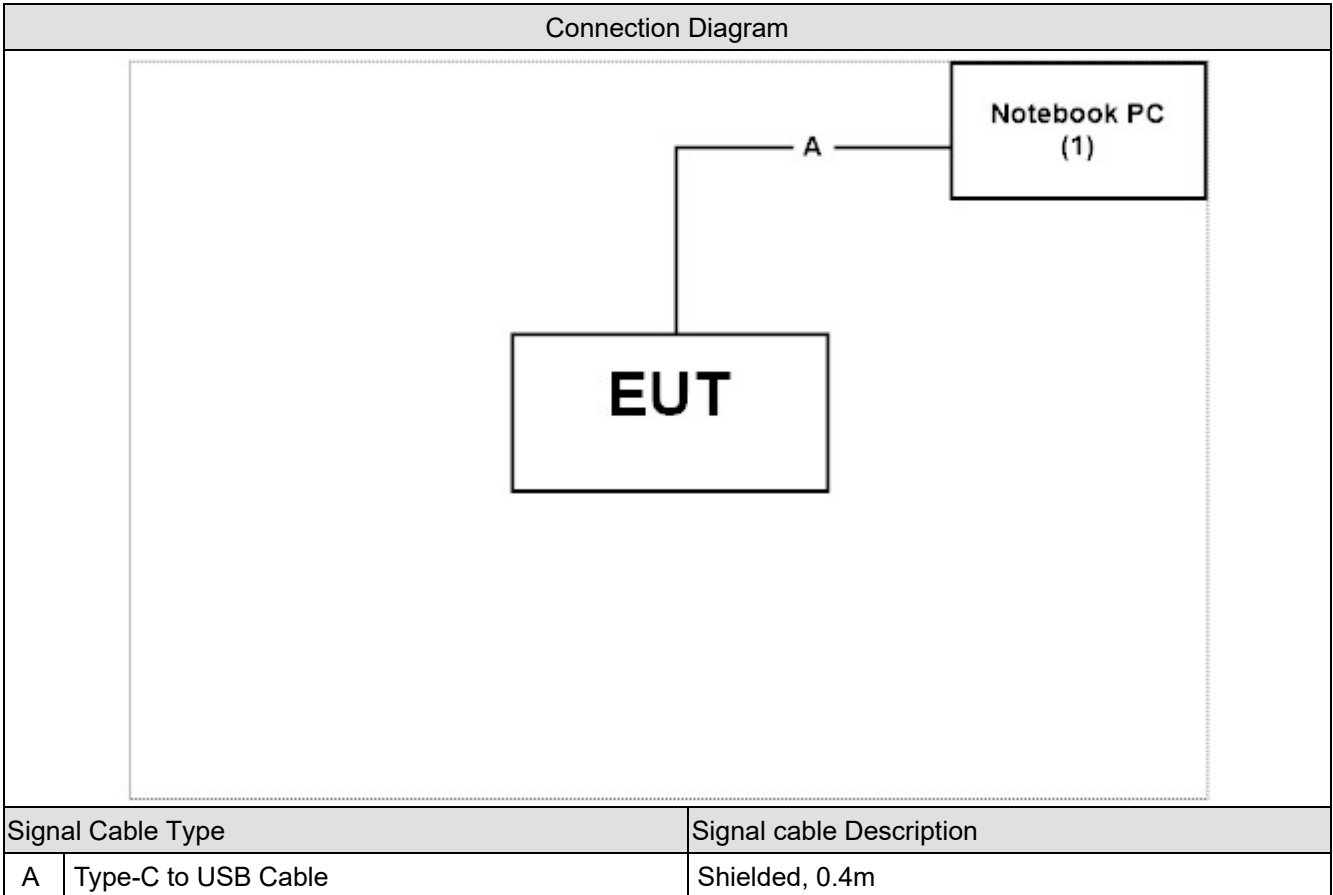 Connection Diagram
Notebook PC
(1)
A
EUT
Signal Cable Type Signal cable Description
A Type-C to USB Cable Shielded, 0.4m